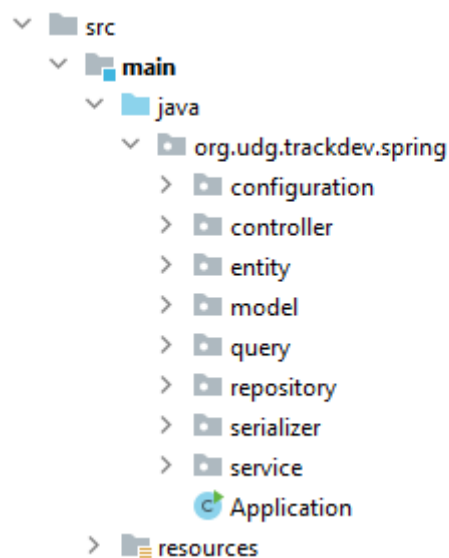 src
main
java
org.udg.trackdev.spring
configuration
controller
entity
model
query
repository
serializer
service
Application
resources